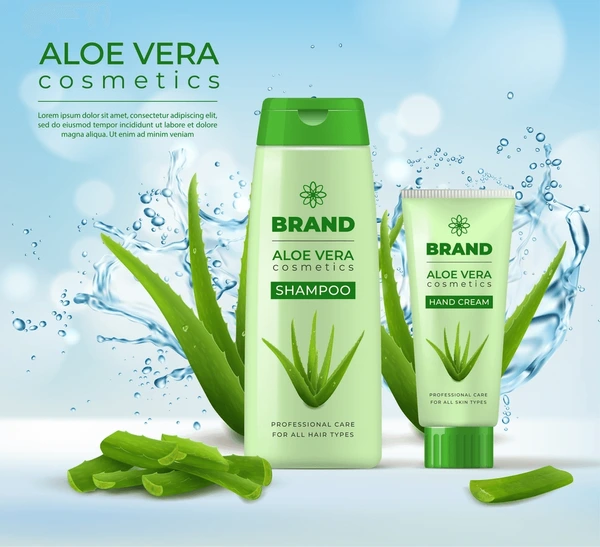 ALOE VERA
cosmetics
Lorem ipsum dolor sit amet, consectetur adipiscing elit,
sed do eiusmod tempor incididunt ut labore et dolore
magna aliqua. Ut enim ad minim veniam
BRAND
ALOE VERA
cosmetics
SHAMPOO
PROFESSIONAL CARE
FOR ALL HAIR TYPES
BRAND
ALOE VERA
cosmetics
HAND CREAM
PROFESSIONAL CARE
FOR ALL SKIN TYPES